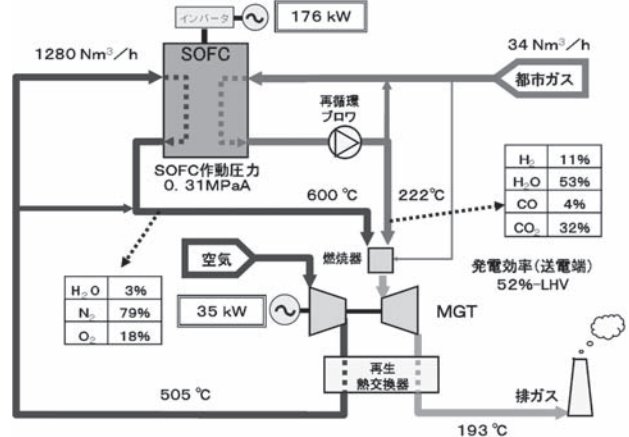 インバータ
176 kW
1280 Nm³/h
SOFC
34 Nm³/h
都市ガス
再循環
ブロワ
SOFC作動圧力
0. 31MPaA
600 ℃
222℃
H₂ 11%
H₂O 53%
CO 4%
CO₂ 32%
空気
燃焼器
発電効率(送電端)
52%-LHV
H₂O 3%
N₂ 79%
O₂ 18%
35 kW
MGT
再生
熱交換器
505 ℃
排ガス
193 ℃